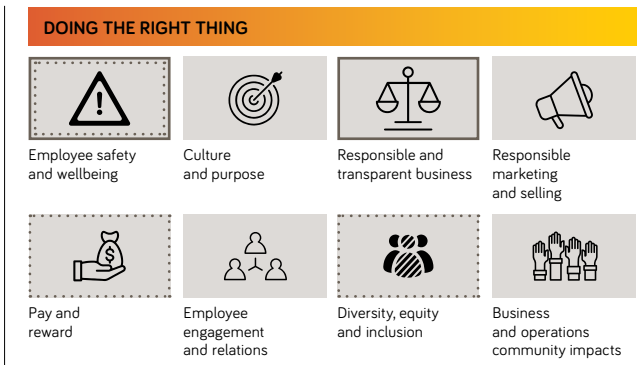 DOING THE RIGHT THING
Employee safety
and wellbeing
Culture
and purpose
Responsible and
transparent business
Responsible
marketing
and selling
$
Pay and
reward
Employee
engagement
and relations
Diversity, equity
and inclusion
Business
and operations
community impacts